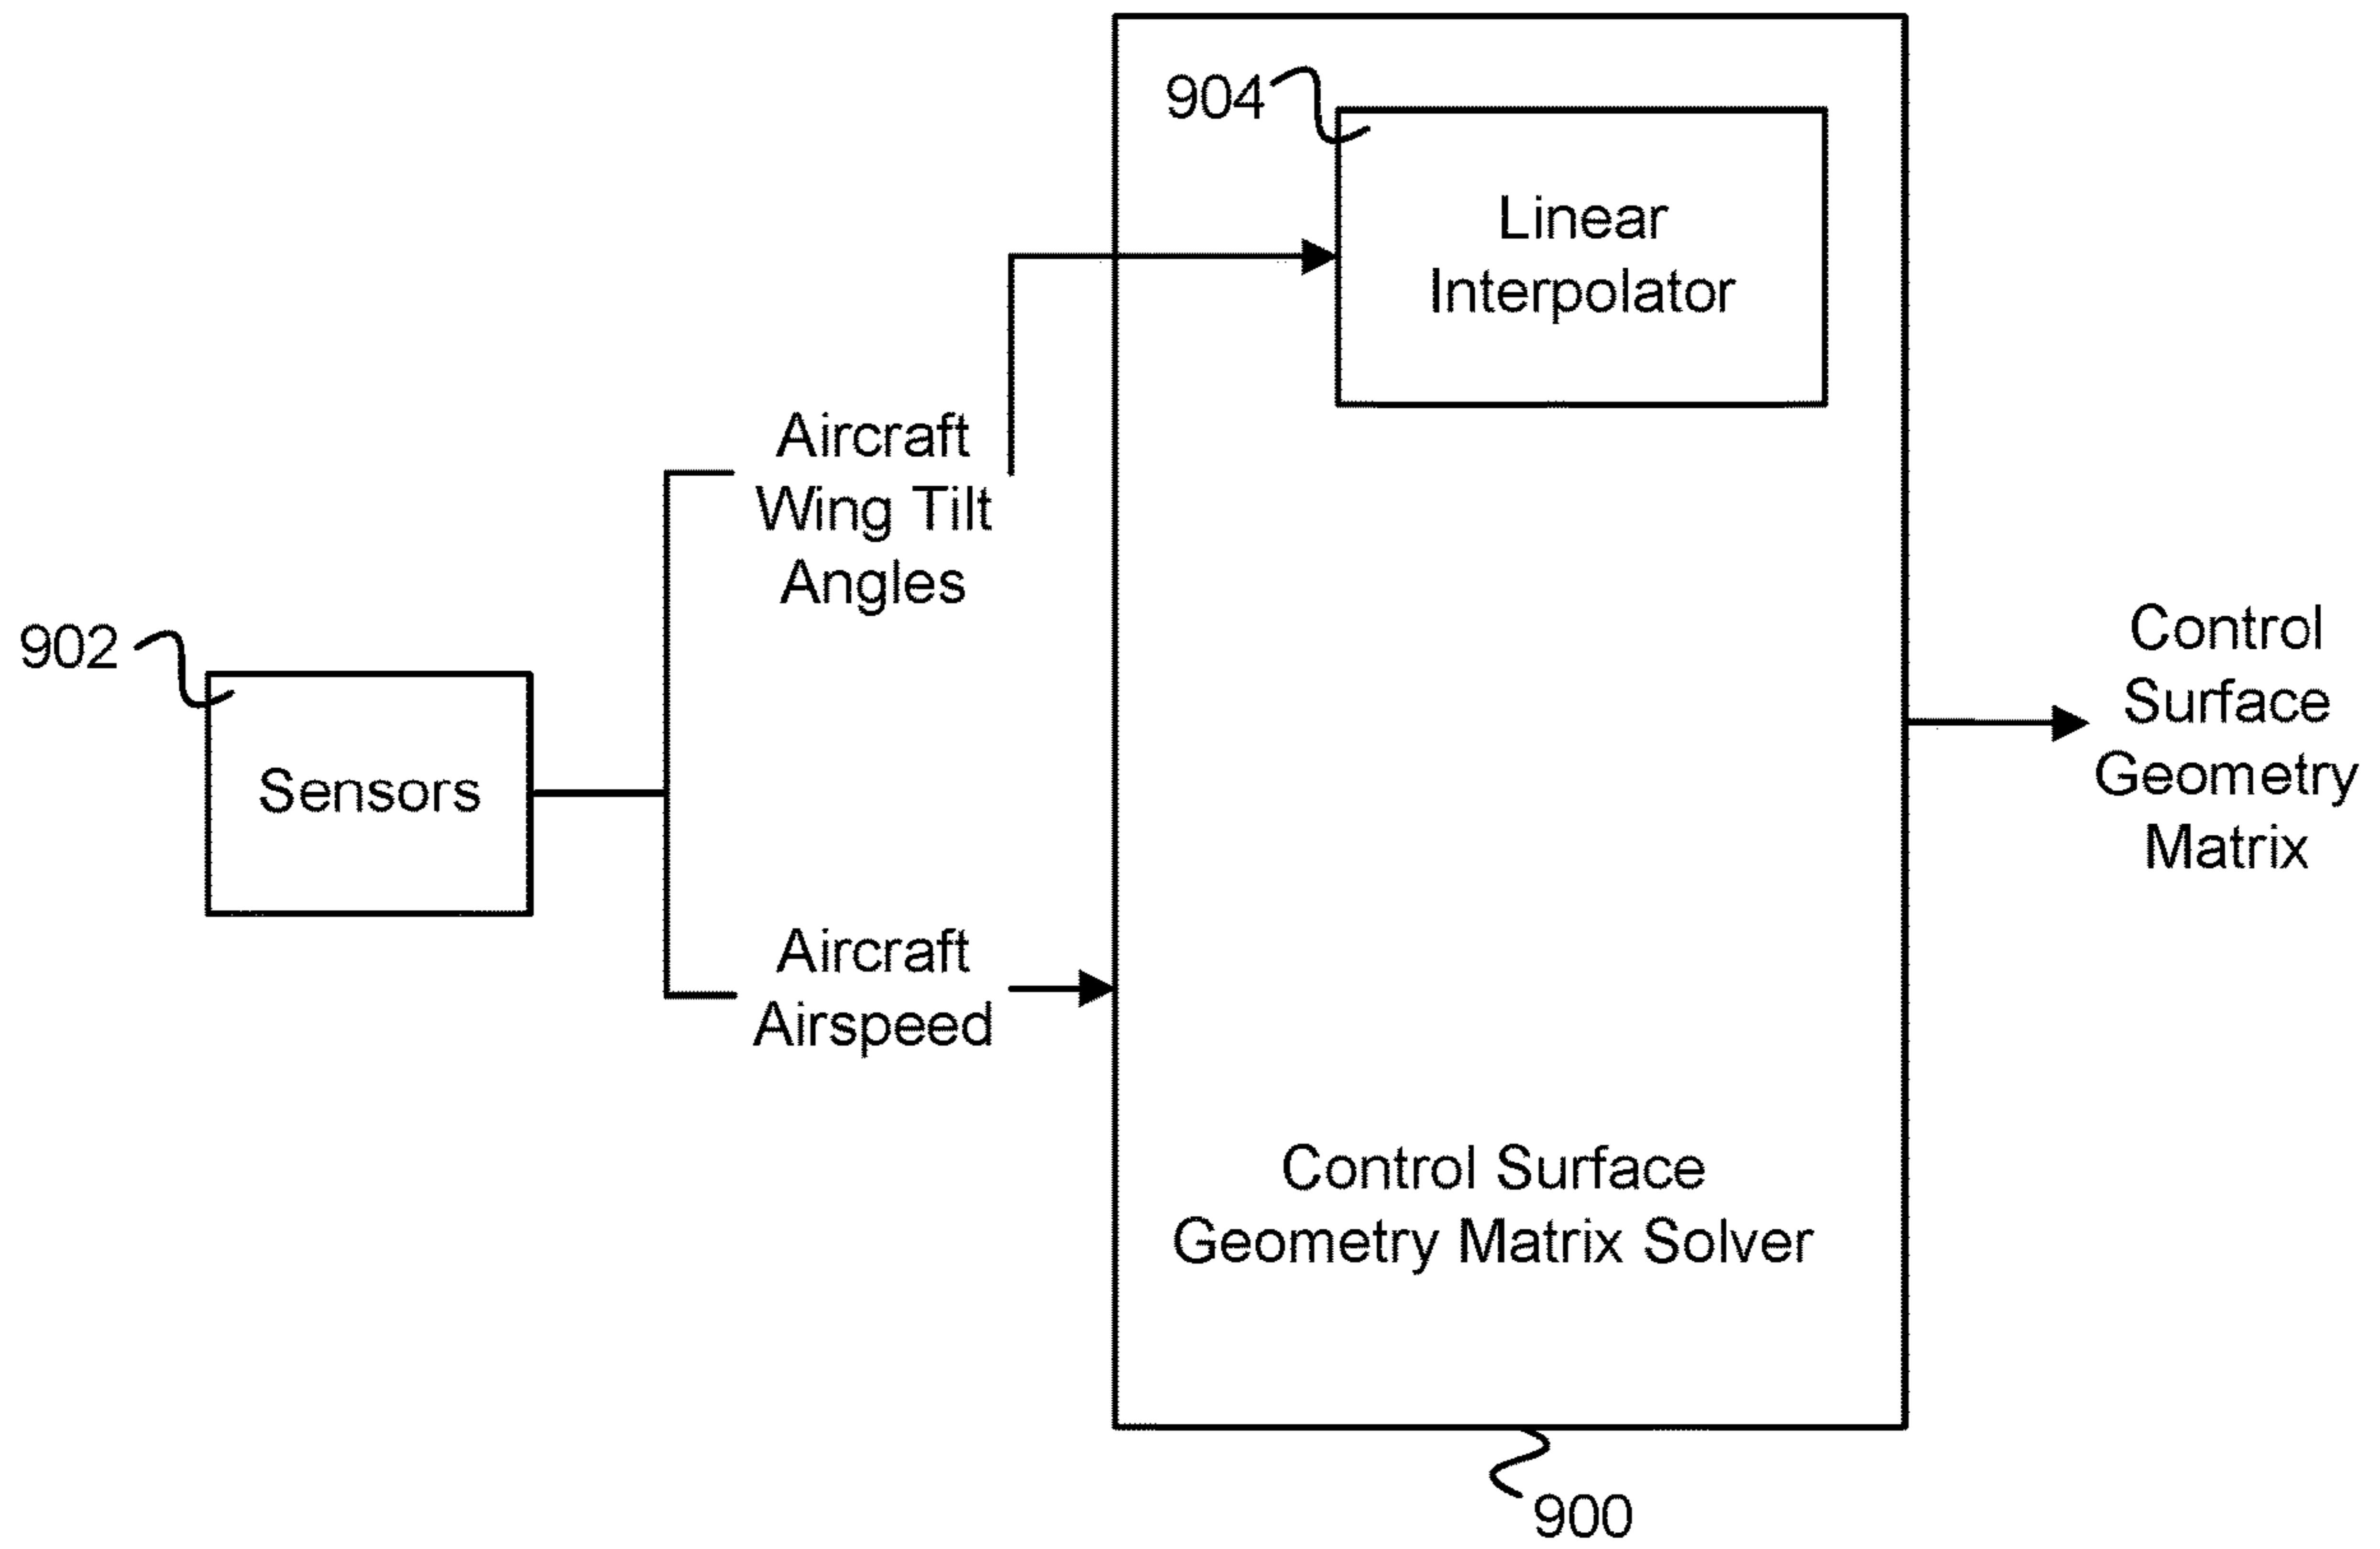 904
Linear
Interpolator
Aircraft
Wing Tilt
Angles
902
Sensors
Aircraft
Airspeed
Control
Surface
Geometry
Matrix
Control Surface
Geometry Matrix Solver
900